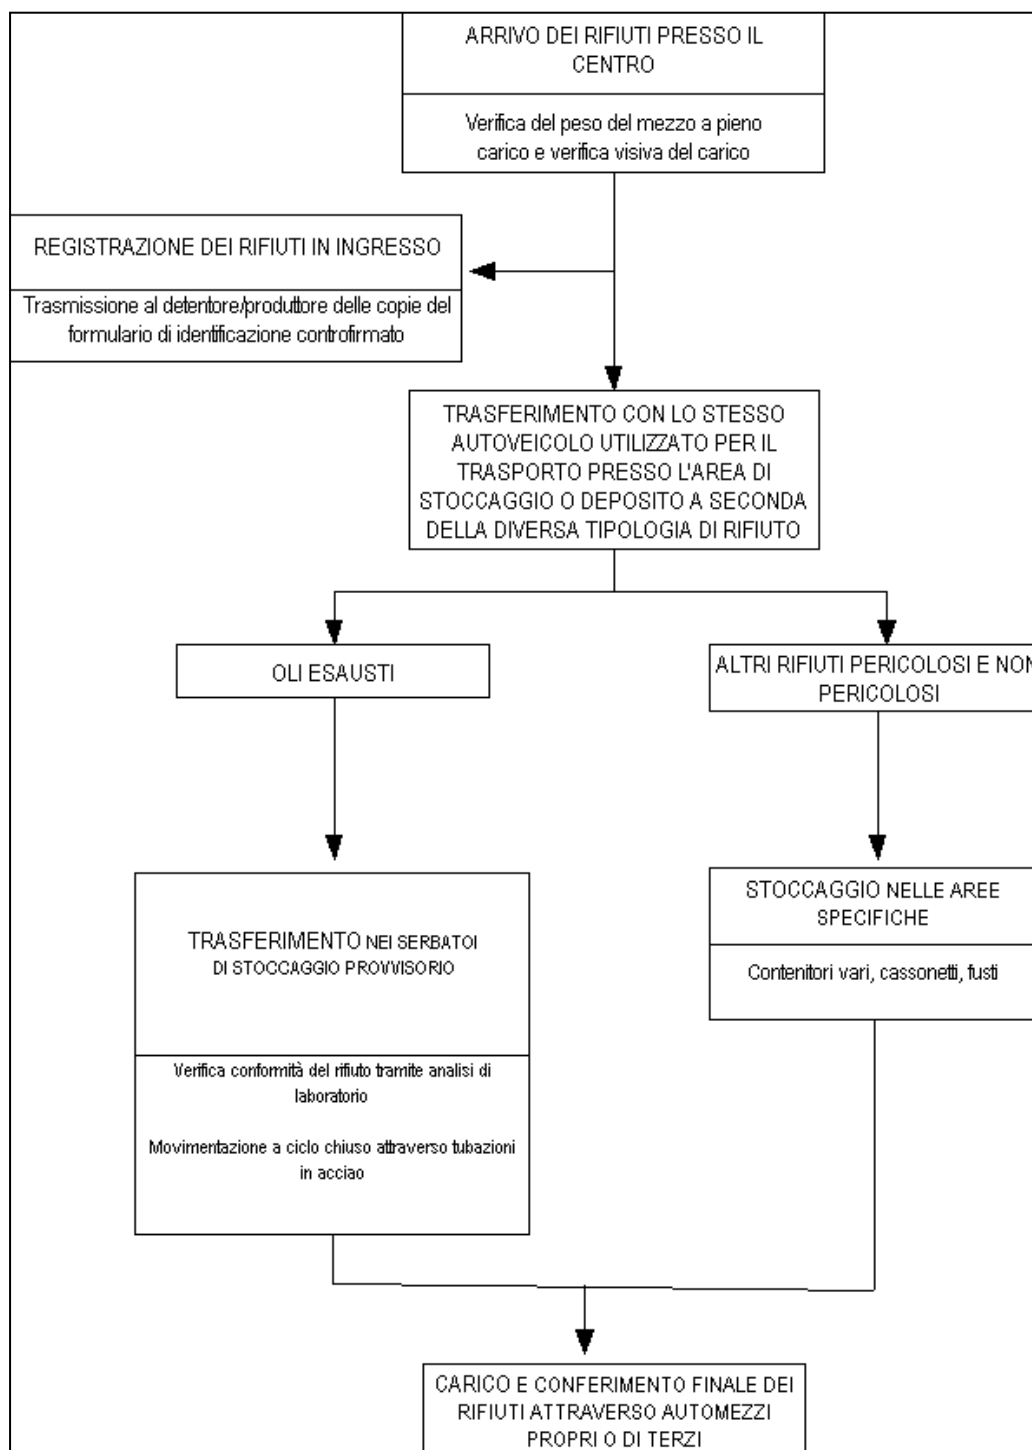 ARRIVO DEI RIFIUTI PRESSO IL
CENTRO
Verifica del peso del mezzo a pieno
carico e verifica visiva del carico
REGISTRAZIONE DEI RIFIUTI IN INGRESSO
Trasmissione al detentore/produttore delle copie del
formulario di identificazione controfirmato
TRASFERIMENTO CON LO STESSO
AUTOVEICOLO UTILIZZATO PER IL
TRASPORTO PRESSO L'AREA DI
STOCCAGGIO O DEPOSITO A SECONDA
DELLA DIVERSA TIPOLOGIA DI RIFIUTO
OLI ESAUSTI
ALTRI RIFIUTI PERICOLOSI E NON
PERICOLOSI
TRASFERIMENTO NEI SERBATOI
DI STOCCAGGIO PROVVISORIO
Verifica conformità del rifiuto tramite analisi di
laboratorio
Movimentazione a ciclo chiuso attraverso tubazioni
in acciao
STOCCAGGIO NELLE AREE
SPECIFICHE
Contenitori vari, cassonetti, fusti
CARICO E CONFERIMENTO FINALE DEI
RIFIUTI ATTRAVERSO AUTOMEZZI
PROPRI O DI TERZI